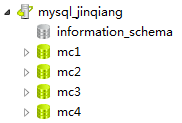 mysql_jinqiang
information_schema
mc1
mc2
mc3
mc4